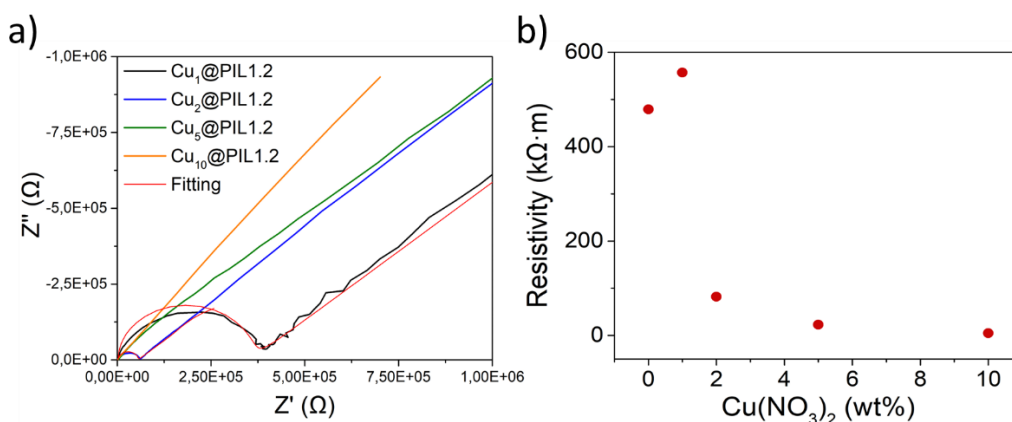 a)
-1,0E+06
-7,5E+05
-5,0E+05
-2,5E+05
0,0E+00
Z'' (Ω)
Cu₁@PIL1.2
Cu₂@PIL1.2
Cu₅@PIL1.2
Cu₁₀@PIL1.2
Fitting
0,00E+00 2,50E+05 5,00E+05 7,50E+05 1,00E+06
Z' (Ω)
b)
600
400
200
0
Resistivity (kΩ·m)
0 2 4 6 8 10
Cu(NO₃)₂ (wt%)